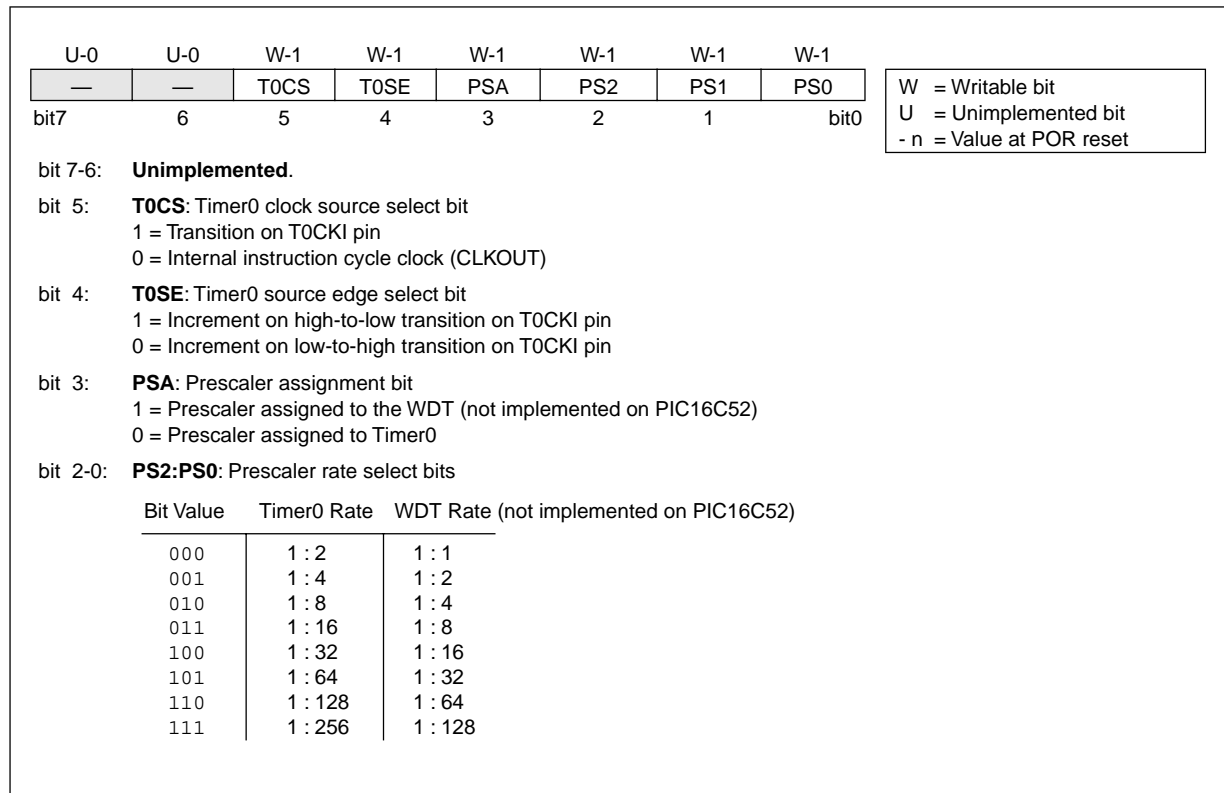 U-0 U-0 W-1 W-1 W-1 W-1 W-1 W-1
— — T0CS T0SE PSA PS2 PS1 PS0
bit7 6 5 4 3 2 1 bit0
W = Writable bit
U = Unimplemented bit
- n = Value at POR reset
bit 7-6: Unimplemented.
bit 5: T0CS: Timer0 clock source select bit
1 = Transition on T0CKI pin
0 = Internal instruction cycle clock (CLKOUT)
bit 4: T0SE: Timer0 source edge select bit
1 = Increment on high-to-low transition on T0CKI pin
0 = Increment on low-to-high transition on T0CKI pin
bit 3: PSA: Prescaler assignment bit
1 = Prescaler assigned to the WDT (not implemented on PIC16C52)
0 = Prescaler assigned to Timer0
bit 2-0: PS2:PS0: Prescaler rate select bits
Bit Value Timer0 Rate WDT Rate (not implemented on PIC16C52)
000 1 : 2 1 : 1
001 1 : 4 1 : 2
010 1 : 8 1 : 4
011 1 : 16 1 : 8
100 1 : 32 1 : 16
101 1 : 64 1 : 32
110 1 : 128 1 : 64
111 1 : 256 1 : 128